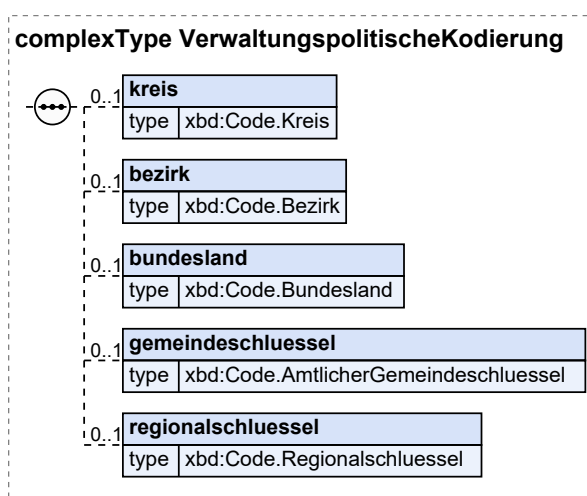 complexType VerwaltungspolitischeKodierung
0..1 kreis
type xbd:Code.Kreis
0..1 bezirk
type xbd:Code.Bezirk
0..1 bundesland
type xbd:Code.Bundesland
0..1 gemeindeschluessel
type xbd:Code.AmtlicherGemeindeschluessel
0..1 regionalschluessel
type xbd:Code.Regionalschluessel